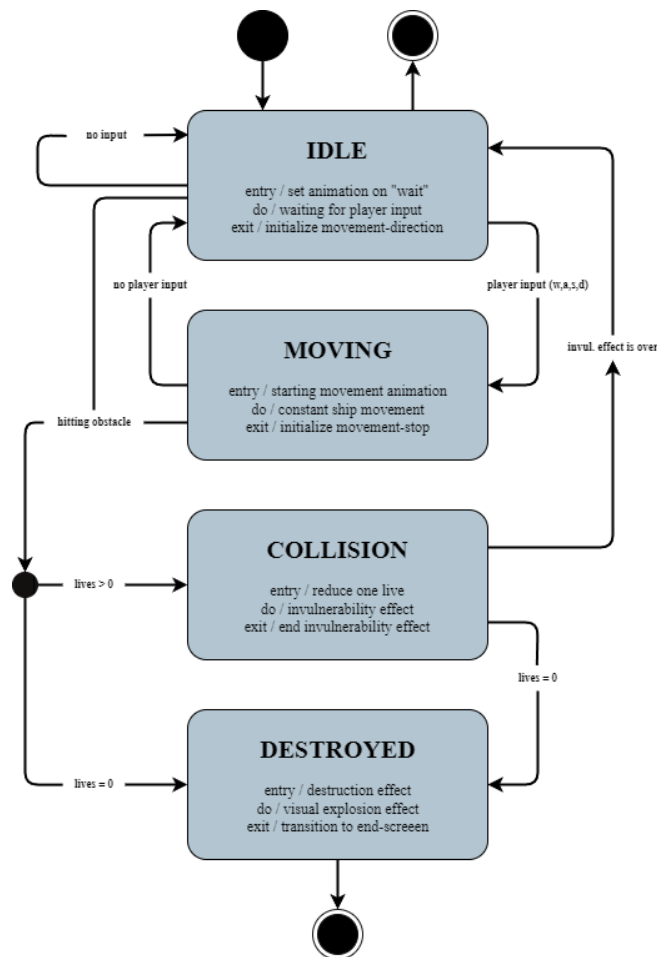 no input
IDLE
entry / set animation on "wait"
do / waiting for player input
exit / initialize movement-direction
no player input
player input (w,a,s,d)
MOVING
invul. effect is over
entry / starting movement animation
do / constant ship movement
exit / initialize movement-stop
hitting obstacle
COLLISION
lives > 0
entry / reduce one live
do / invulnerability effect
exit / end invulnerability effect
lives = 0
DESTROYED
lives = 0
entry / destruction effect
do / visual explosion effect
exit / transition to end-screeen